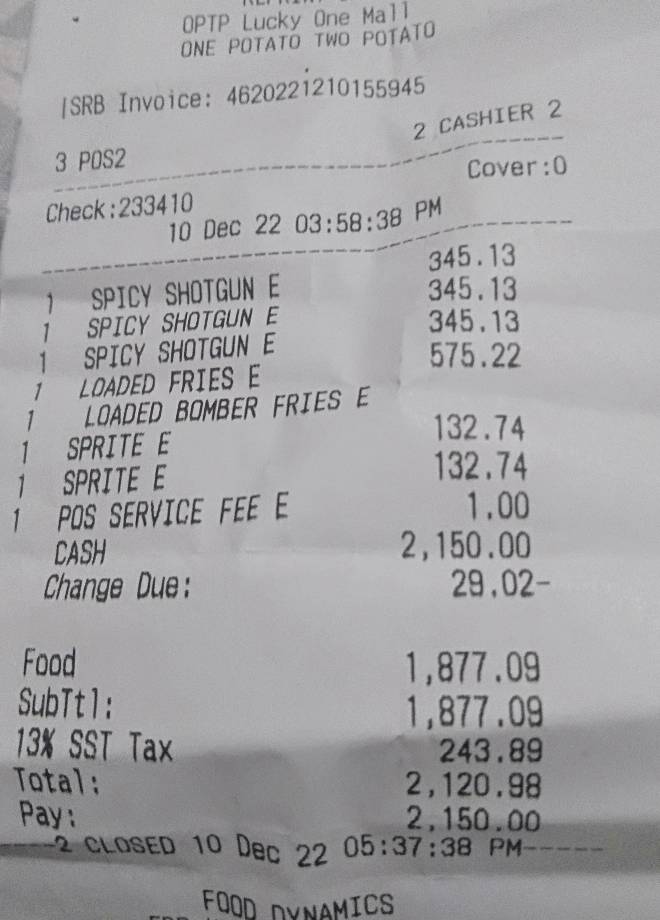 OPTP Lucky One Mall
ONE POTATO TWO POTATO
SRB Invoice: 4620221210155945
2 CASHIER 2
3 POS2
Cover:0
Check:233410
10 Dec 22 03:58:38 PM
1 SPICY SHOTGUN E 345.13
1 SPICY SHOTGUN E 345.13
1 SPICY SHOTGUN E 345.13
1 LOADED FRIES E 575.22
1 LOADED BOMBER FRIES E
1 SPRITE E 132.74
1 SPRITE E 132.74
1 POS SERVICE FEE E 1.00
CASH 2,150.00
Change Due: 29.02-
Food 1,877.09
SubTtl: 1,877.09
13% SST Tax 243.89
Total: 2,120.98
Pay: 2,150.00
-----2 CLOSED 10 Dec 22 05:37:38 PM-----
FOOD DYNAMICS